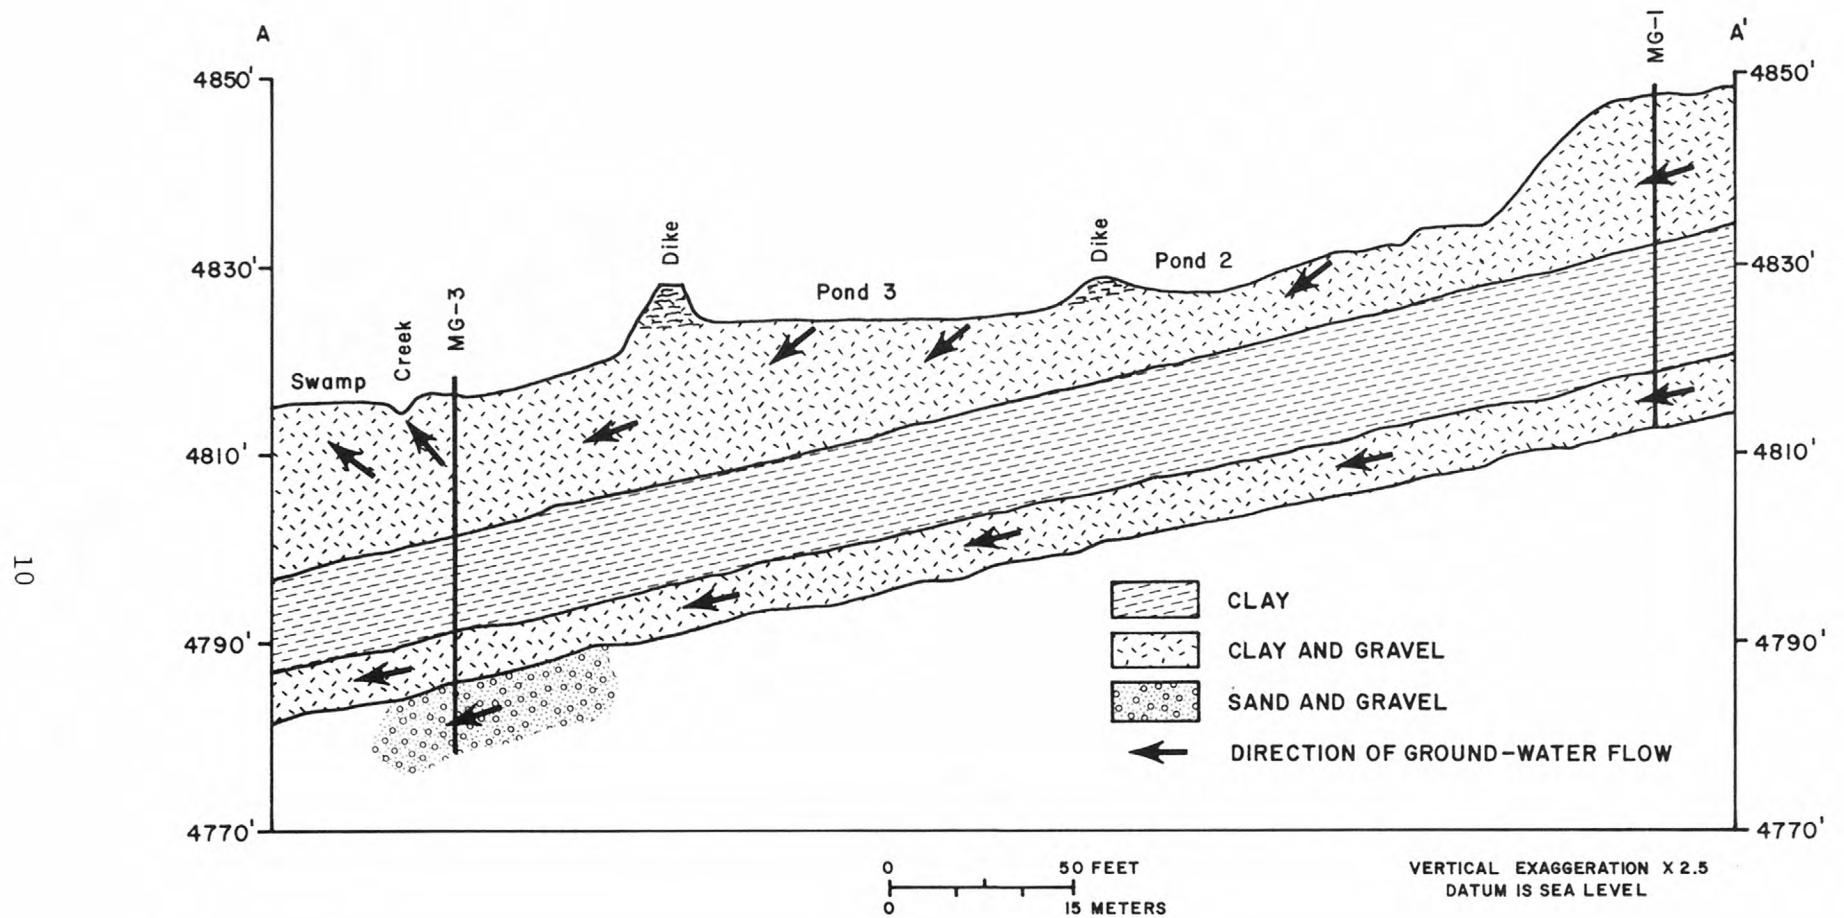 A
A'
MG-1
4850'
4850'
Dike
Dike
Pond 2
4830'
4830'
Pond 3
MG-3
Creek
Swamp
4810'
4810'
10
CLAY
4790'
4790'
CLAY AND GRAVEL
SAND AND GRAVEL
DIRECTION OF GROUND-WATER FLOW
4770'
4770'
0 50 FEET
0 15 METERS
VERTICAL EXAGGERATION X 2.5
DATUM IS SEA LEVEL